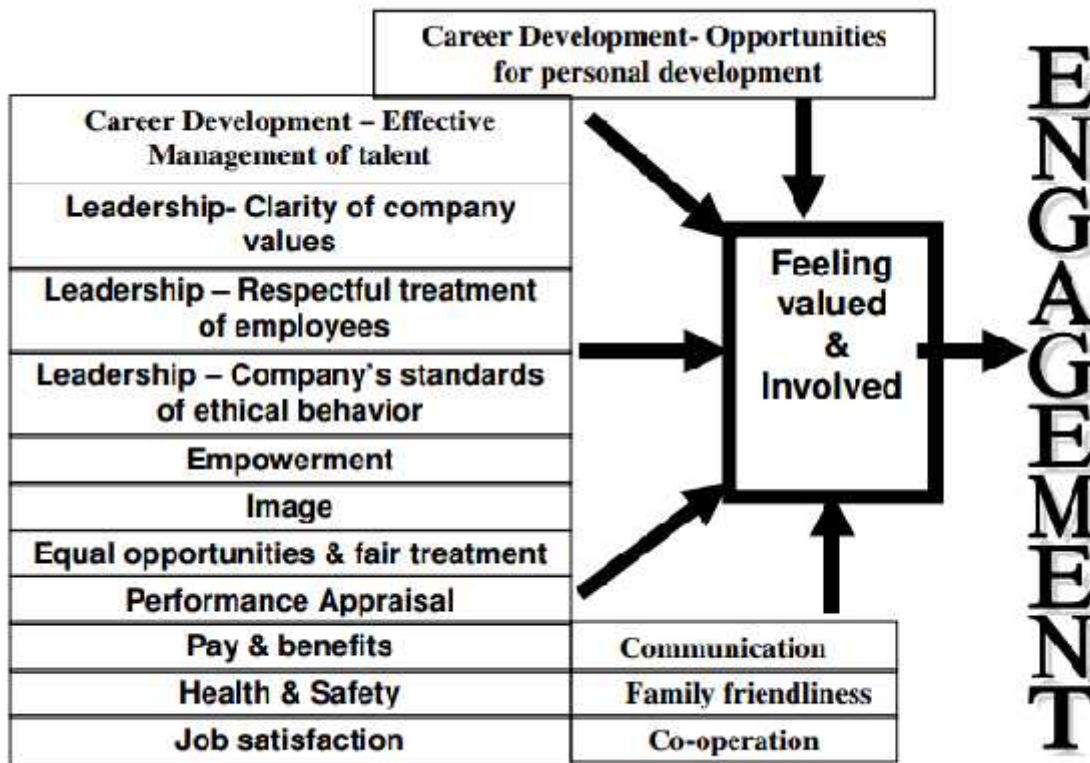 Career Development- Opportunities
for personal development
Career Development – Effective
Management of talent
Leadership- Clarity of company
values
Leadership – Respectful treatment
of employees
Leadership – Company's standards
of ethical behavior
Empowerment
Image
Equal opportunities & fair treatment
Performance Appraisal
Pay & benefits
Health & Safety
Job satisfaction
Communication
Family friendliness
Co-operation
Feeling
valued
&
Involved
ENGAGEMENT